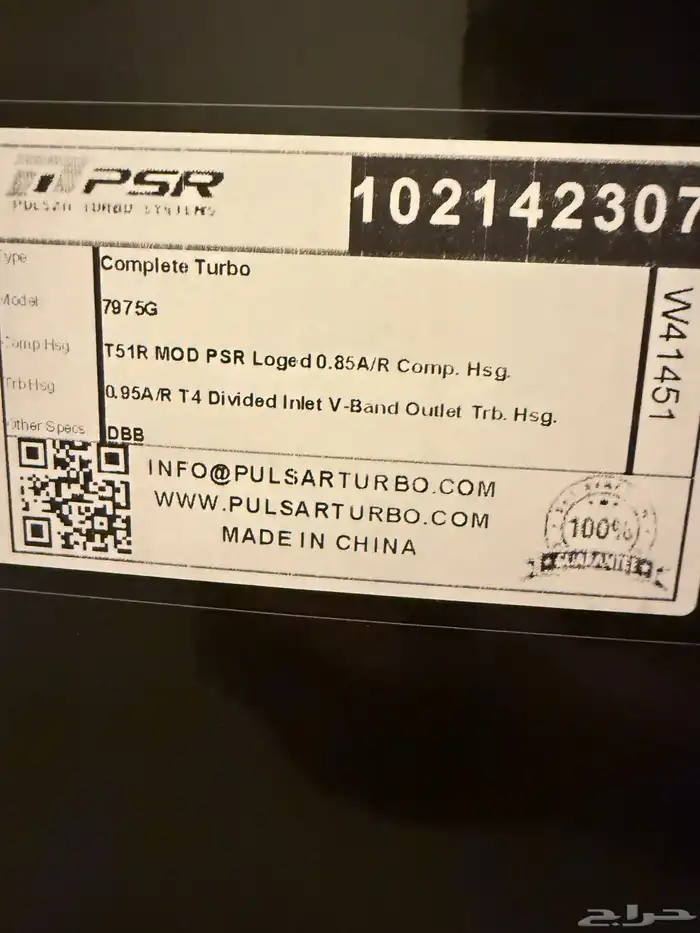 PSR
PULSAR TURBO SYSTEMS
102142307
Type Complete Turbo
Model 7975G
Comp Hsg T51R MOD PSR Loged 0.85A/R Comp. Hsg.
Trb Hsg 0.95A/R T4 Divided Inlet V-Band Outlet Trb. Hsg.
Other Specs DBB
W41451
INFO@PULSARTURBO.COM
WWW.PULSARTURBO.COM
MADE IN CHINA
100%
GUARANTEE
حراج